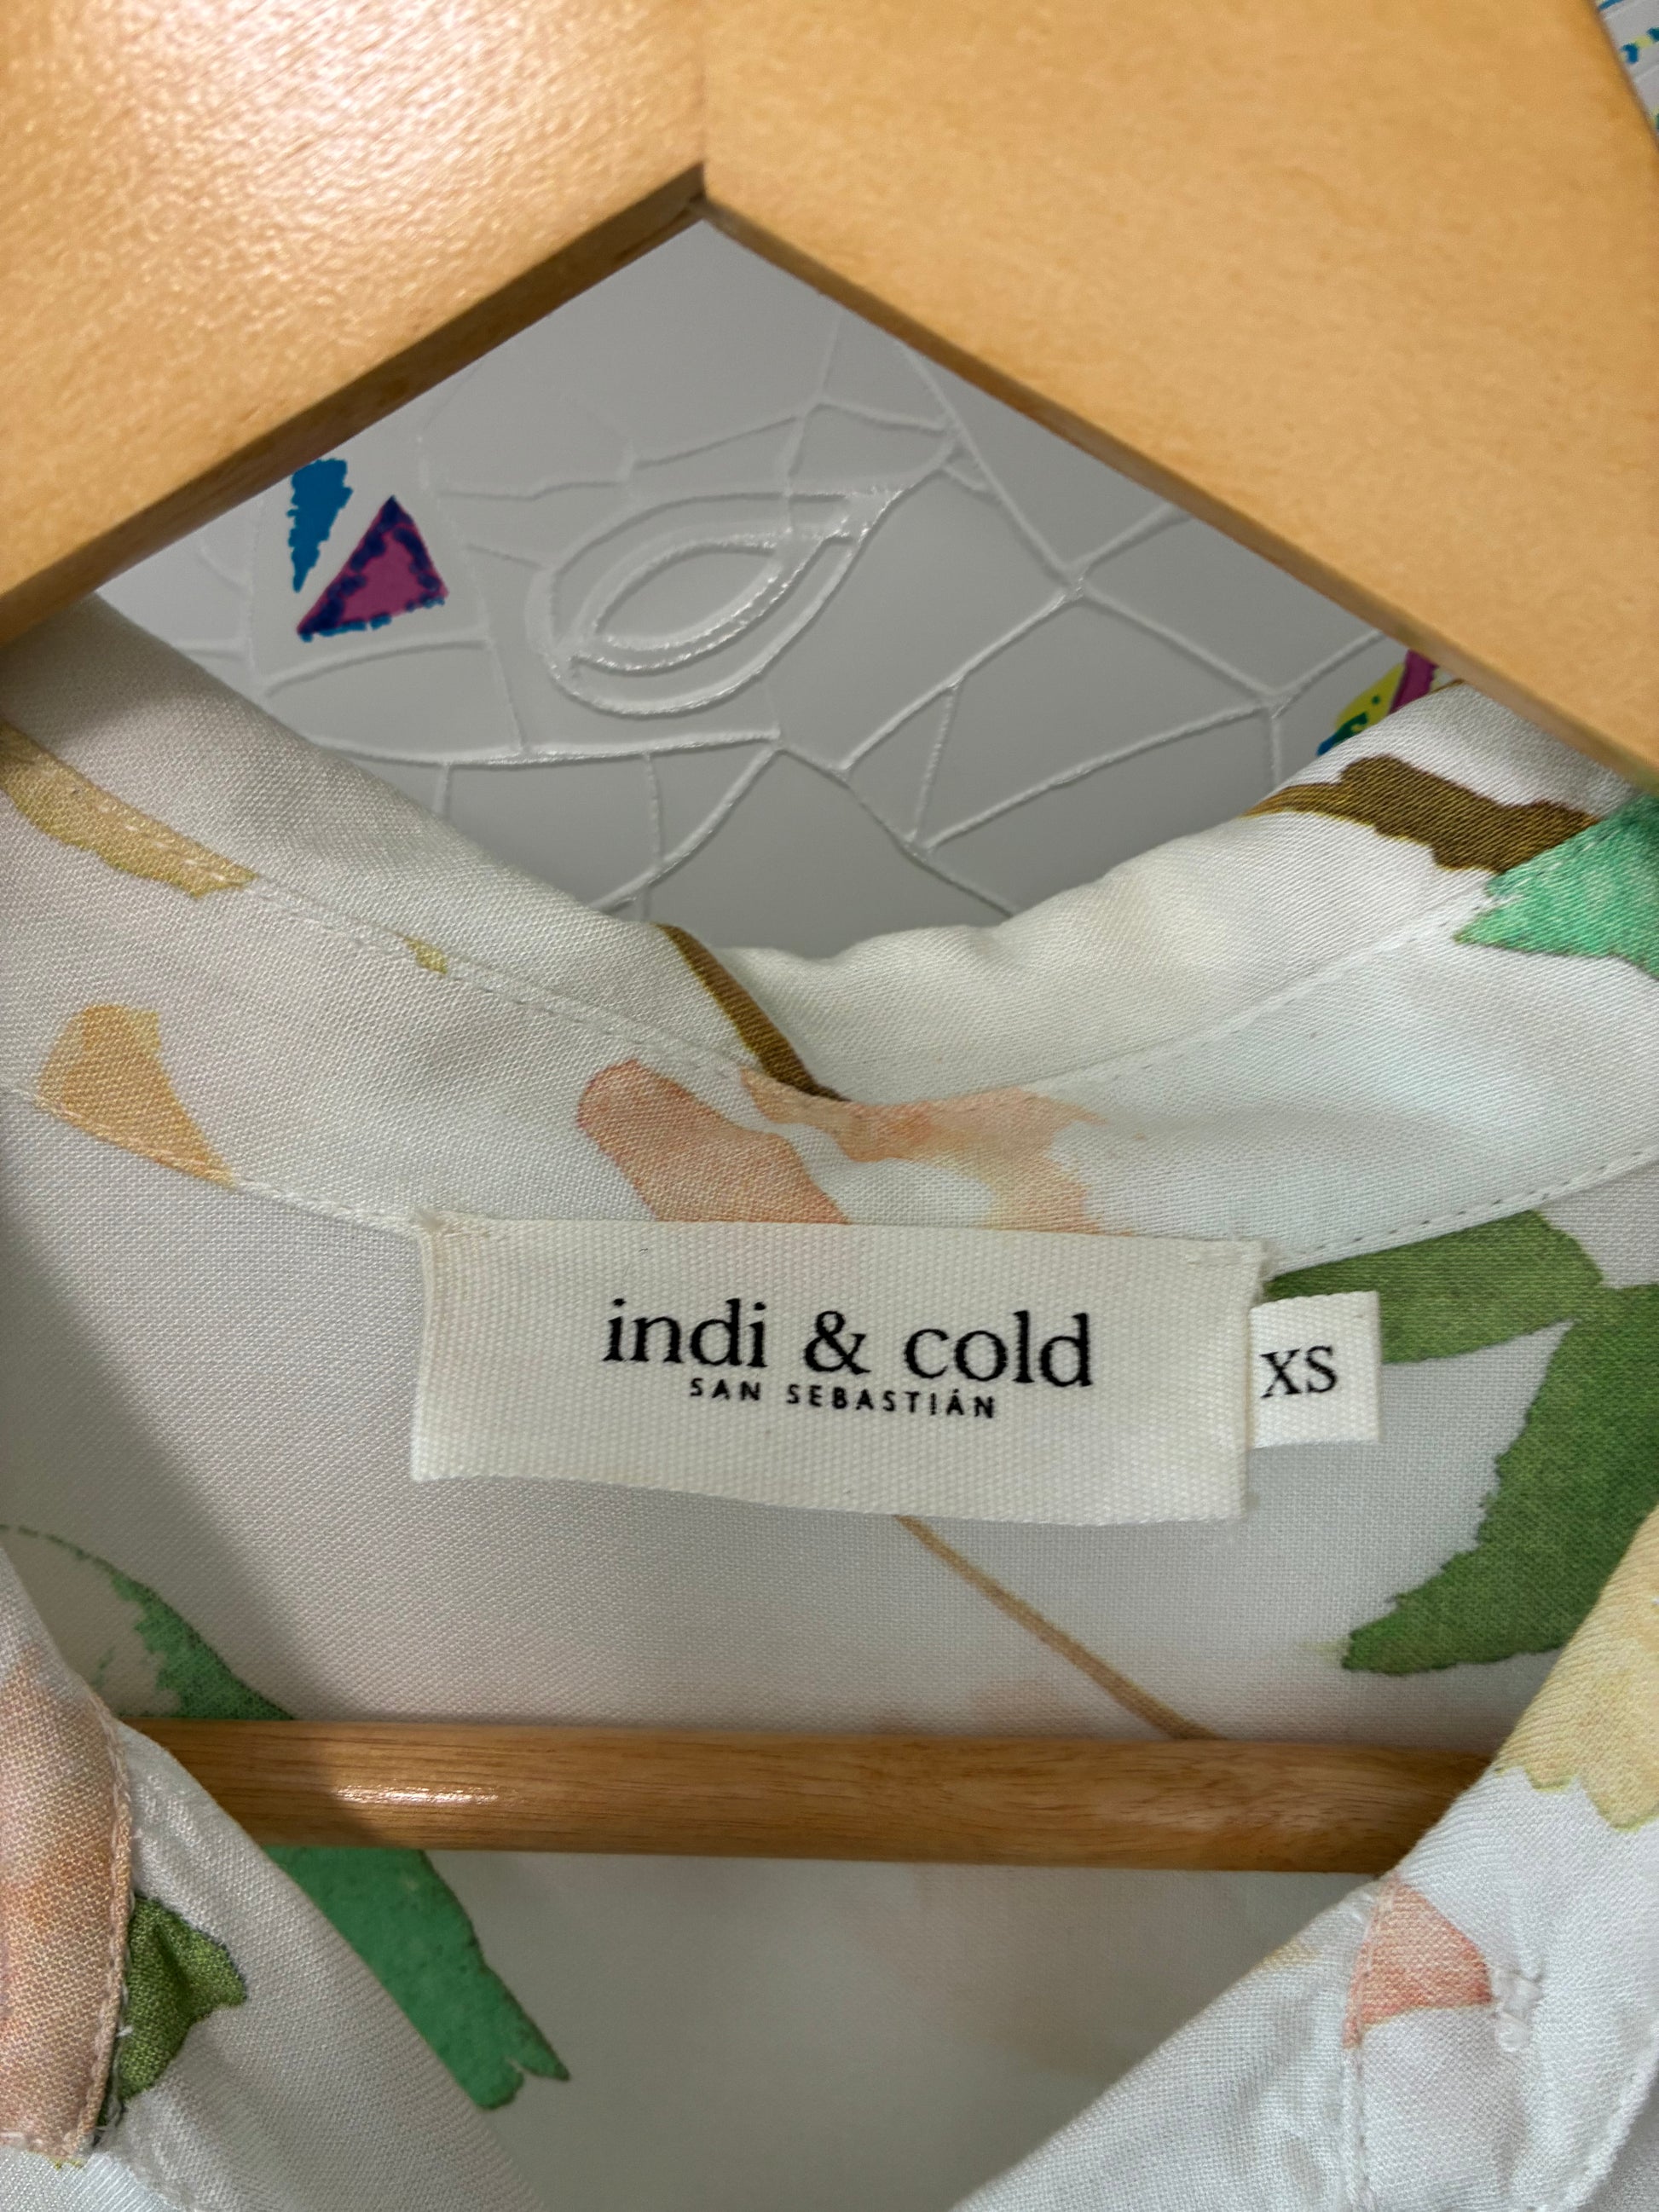 indi & cold
SAN SEBASTIÁN
XS